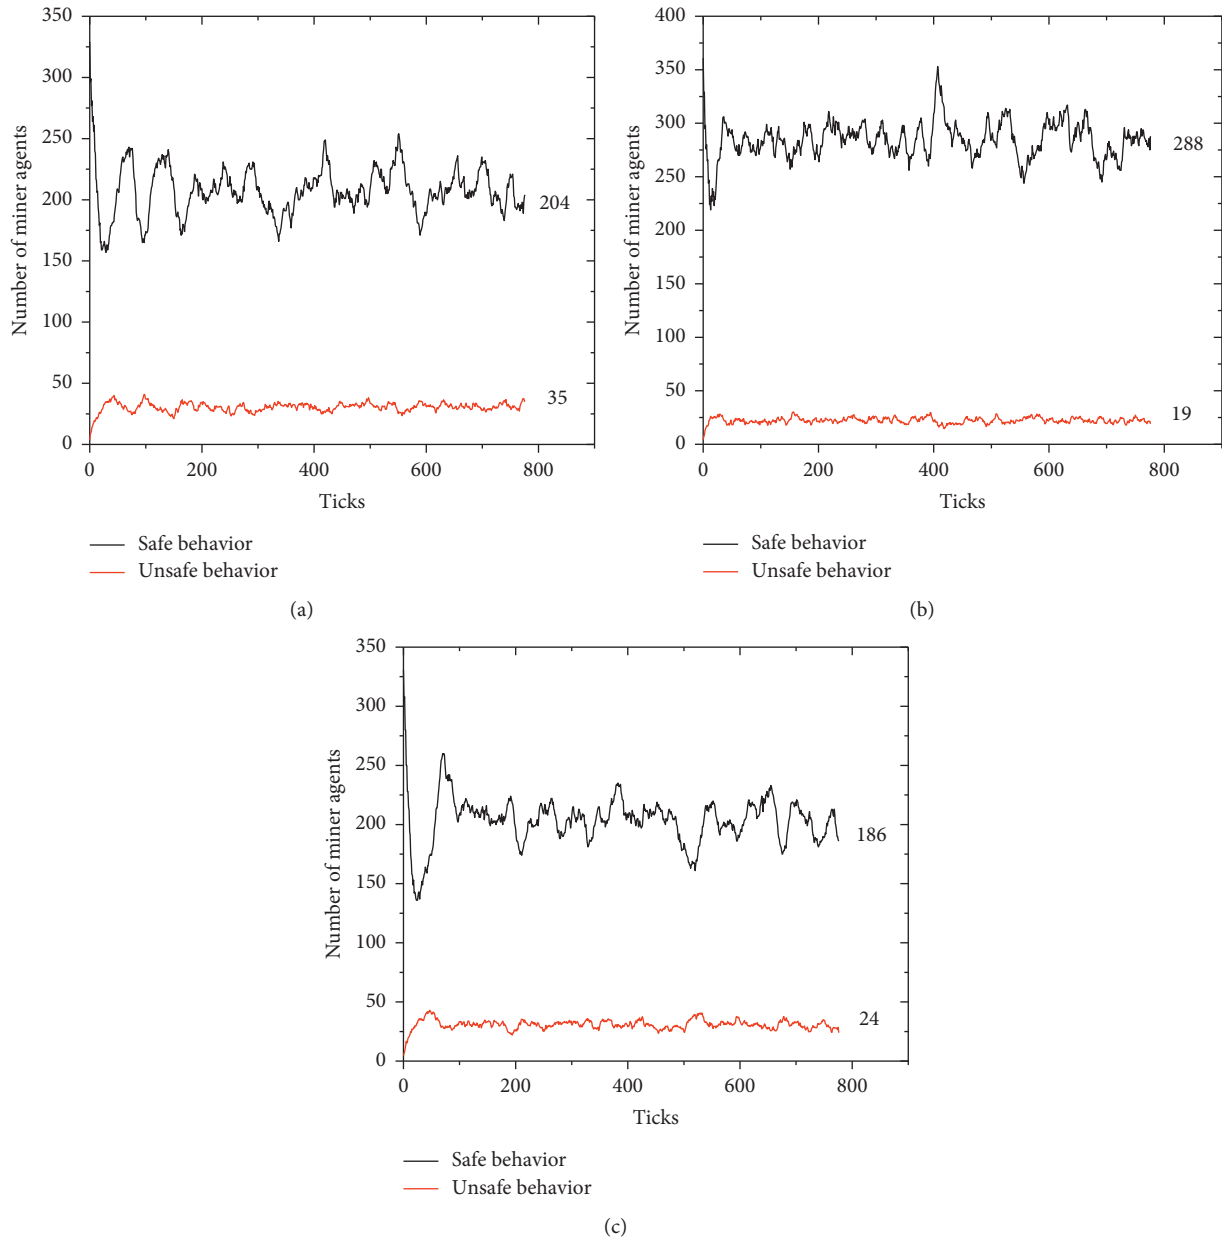 350
300
250
200
150
100
50
0
Number of miner agents
204
35
0 200 400 600 800
Ticks
Safe behavior
Unsafe behavior
(a)
400
350
300
250
200
150
100
50
0
Number of miner agents
288
19
0 200 400 600 800
Ticks
Safe behavior
Unsafe behavior
(b)
350
300
250
200
150
100
50
0
Number of miner agents
186
24
0 200 400 600 800
Ticks
Safe behavior
Unsafe behavior
(c)